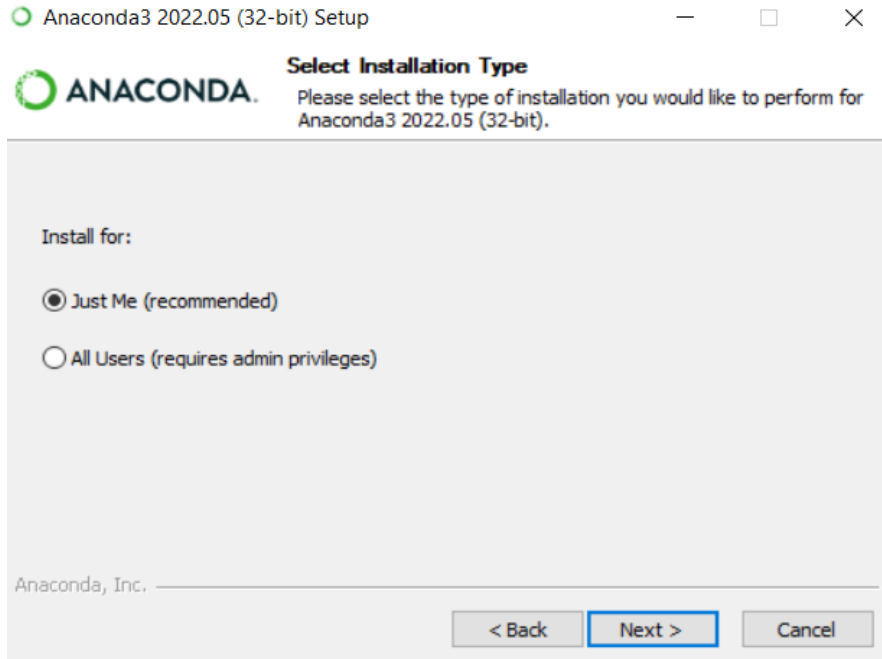 Anaconda3 2022.05 (32-bit) Setup
ANACONDA.
Select Installation Type
Please select the type of installation you would like to perform for
Anaconda3 2022.05 (32-bit).
Install for:
Just Me (recommended)
All Users (requires admin privileges)
Anaconda, Inc.
< Back
Next >
Cancel